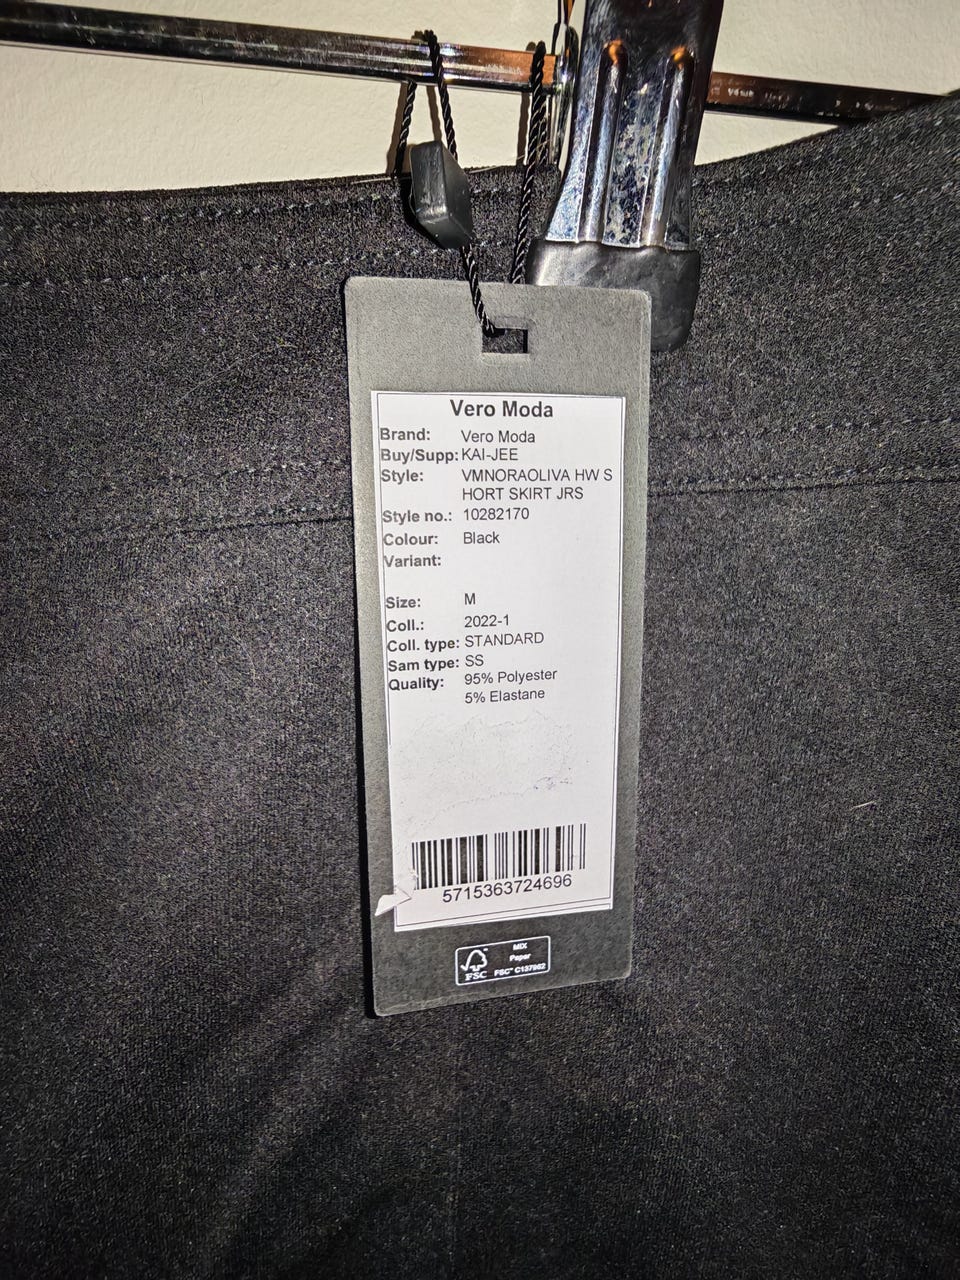 Vero Moda
Brand: Vero Moda
Buy/Supp: KAI-JEE
Style: VMNORAOLIVA HW S
HORT SKIRT JRS
Style no.: 10282170
Colour: Black
Variant:
Size: M
Coll.: 2022-1
Coll. type: STANDARD
Sam type: SS
Quality: 95% Polyester
5% Elastane
5715363724696
FSC
MIX
Paper
FSC™ C137962